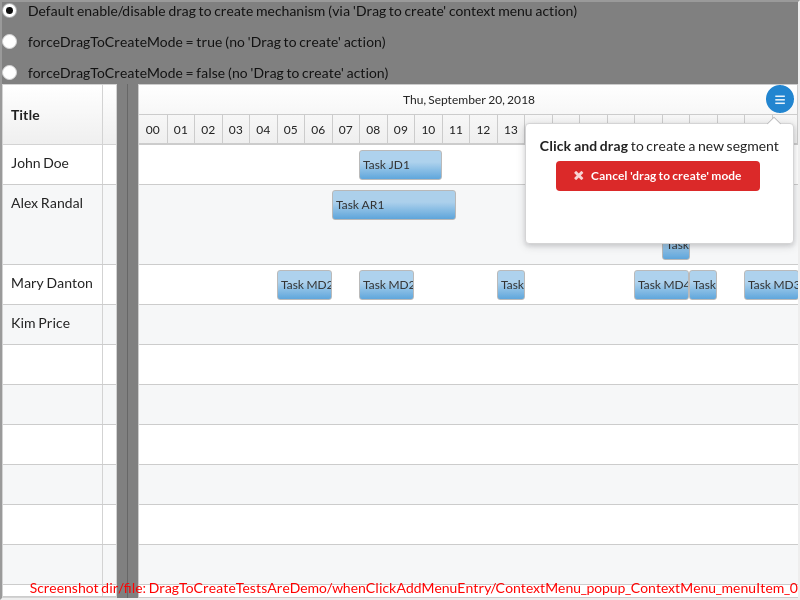 Default enable/disable drag to create mechanism (via 'Drag to create' context menu action)
forceDragToCreateMode = true (no 'Drag to create' action)
forceDragToCreateMode = false (no 'Drag to create' action)
Title
Thu, September 20, 2018
00 01 02 03 04 05 06 07 08 09 10 11 12 13
Click and drag to create a new segment
✖ Cancel 'drag to create' mode
John Doe
Task JD1
Alex Randal
Task AR1
Task
Mary Danton
Task MD2 Task MD2 Task Task MD4 Task Task MD3
Kim Price
Screenshot dir/file: DragToCreateTestsAreDemo/whenClickAddMenuEntry/ContextMenu_popup_ContextMenu_menuItem_0